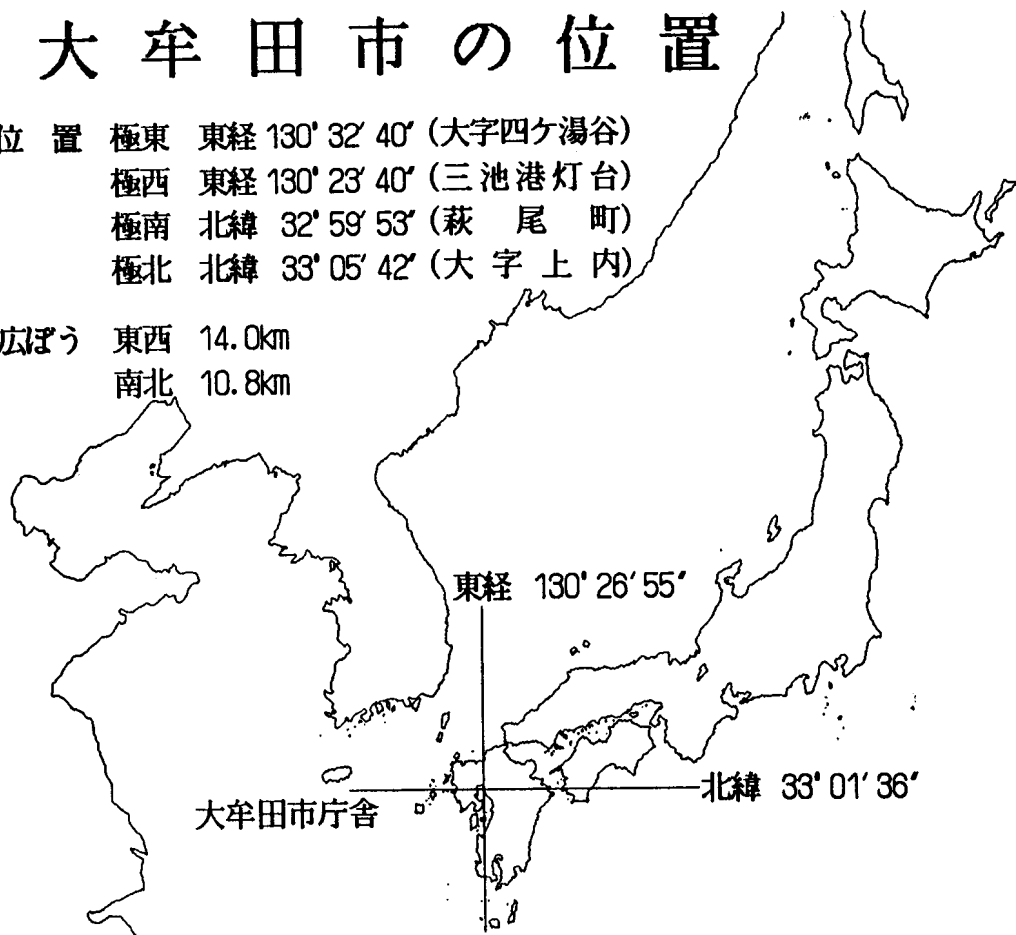 大牟田市の位置
位置 極東 東経 130° 32′ 40″ (大字四ケ湯谷)
極西 東経 130° 23′ 40″ (三池港灯台)
極南 北緯 32° 59′ 53″ (萩尾町)
極北 北緯 33° 05′ 42″ (大字上内)
広ぼう 東西 14.0km
南北 10.8km
東経 130° 26′ 55″
北緯 33° 01′ 36″
大牟田市庁舎